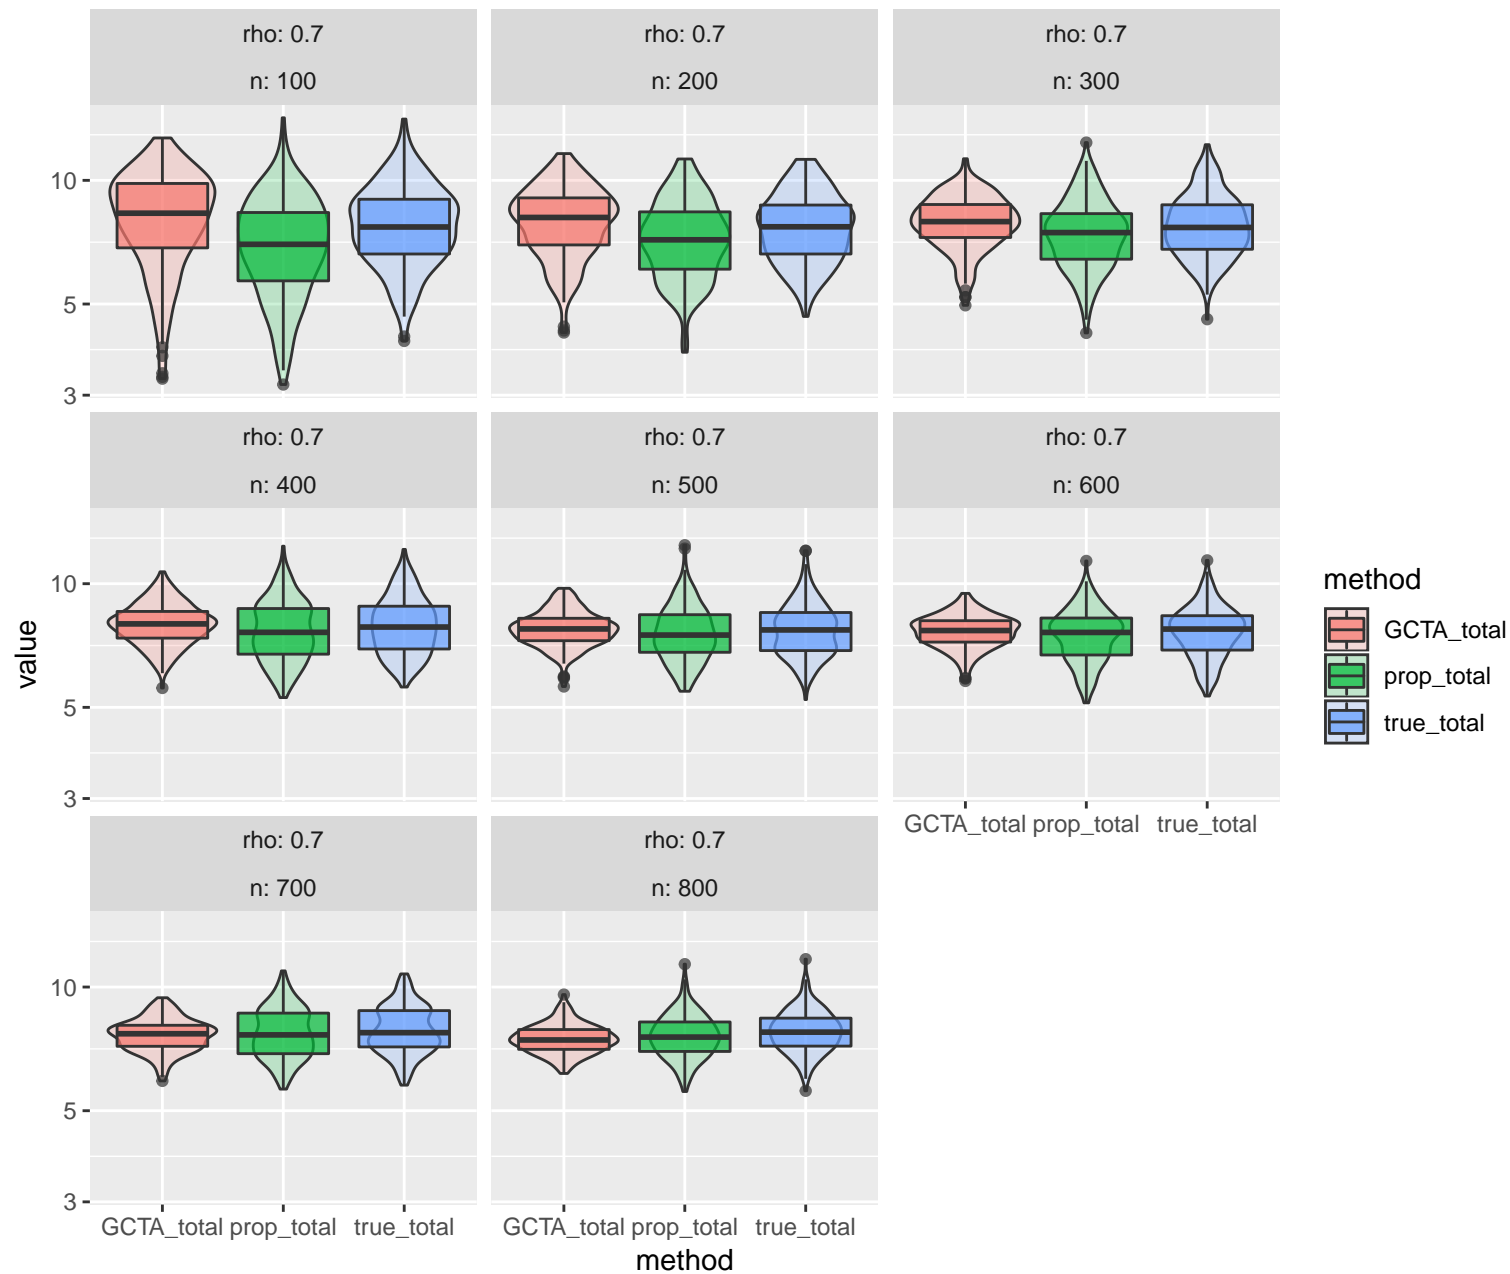 rho: 0.7
n: 100
rho: 0.7
n: 200
rho: 0.7
n: 300
10
5
3
rho: 0.7
n: 400
rho: 0.7
n: 500
rho: 0.7
n: 600
10
5
3
GCTA_total prop_total true_total
rho: 0.7
n: 700
rho: 0.7
n: 800
10
5
3
GCTA_total prop_total true_total
GCTA_total prop_total true_total
method
value
method
GCTA_total
prop_total
true_total